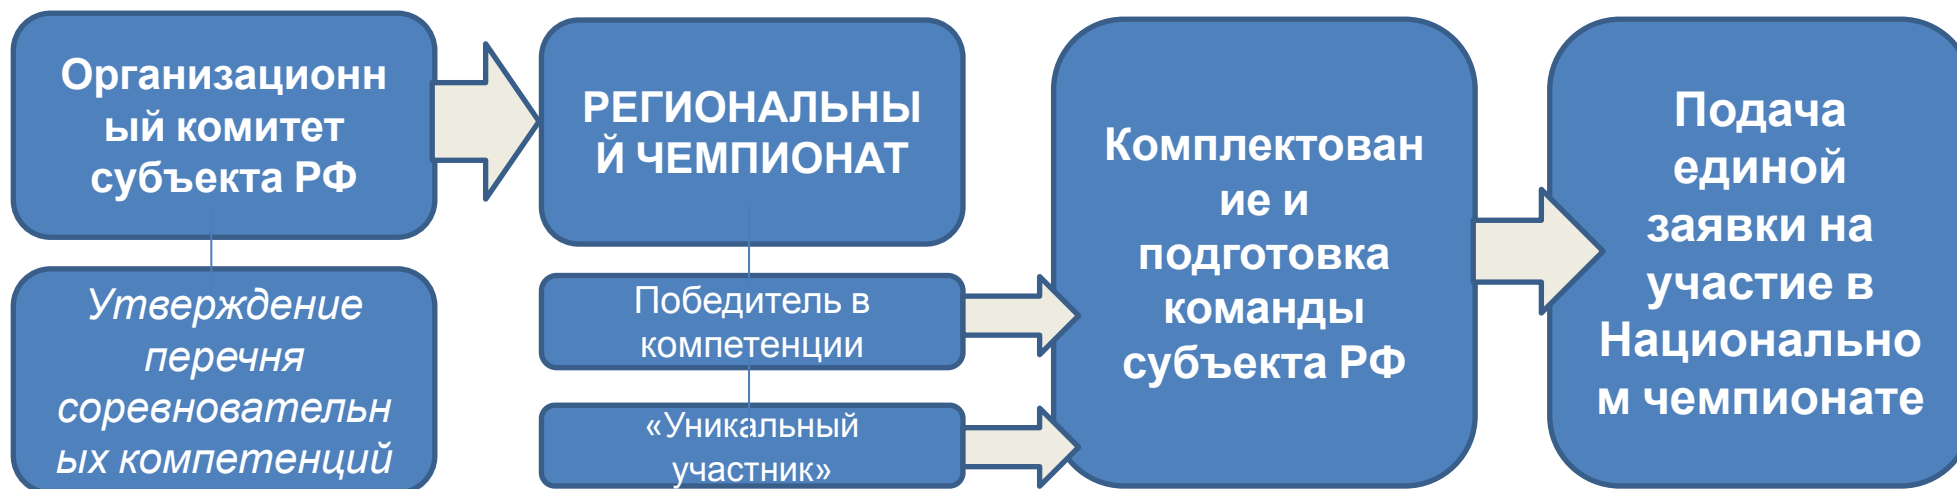 Организационн
ый комитет
субъекта РФ
Утверждение
перечня
соревновательн
ых компетенций
РЕГИОНАЛЬНЫ
Й ЧЕМПИОНАТ
Победитель в
компетенции
«Уникальный
участник»
Комплектован
ие и
подготовка
команды
субъекта РФ
Подача
единой
заявки на
участие в
Национально
м чемпионате